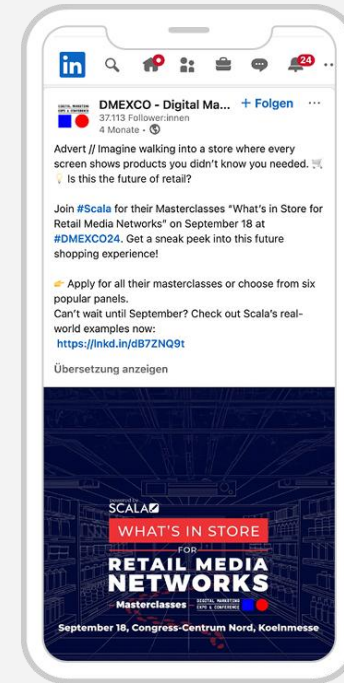 in
24
DMEXCO - Digital Ma...
+ Folgen
37.113 Follower:innen
4 Monate
Advert // Imagine walking into a store where every
screen shows products you didn't know you needed.
Is this the future of retail?
Join #Scala for their Masterclasses "What's in Store for
Retail Media Networks" on September 18 at
#DMEXCO24. Get a sneak peek into this future
shopping experience!
Apply for all their masterclasses or choose from six
popular panels.
Can't wait until September? Check out Scala's real-
world examples now:
https://lnkd.in/dB7ZNQ9t
Übersetzung anzeigen
powered by
SCALA
WHAT'S IN STORE
FOR
RETAIL MEDIA
NETWORKS
Masterclasses
DIGITAL MARKETING
EXPO & CONFERENCE
September 18, Congress-Centrum Nord, Koelnmesse